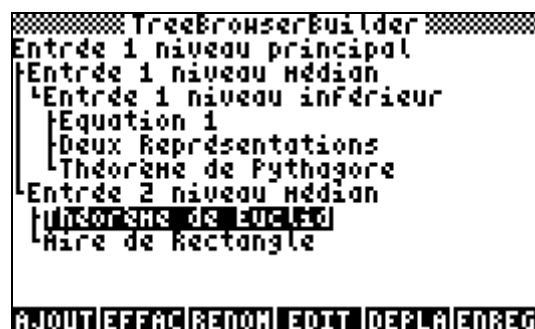 TreeBrowserBuilder
Entrée 1 niveau principal
Entrée 1 niveau médian
Entrée 1 niveau inférieur
Equation 1
Deux Représentations
Théorème de Pythagore
Entrée 2 niveau médian
Théorème de Euclid
Aire de Rectangle
AJOUT EFFAC RENOM EDIT DEPLA ENREG